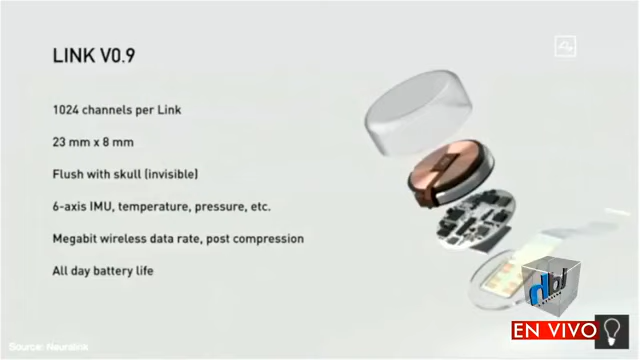 LINK V0.9
1024 channels per Link
23 mm x 8 mm
Flush with skull (invisible)
6-axis IMU, temperature, pressure, etc.
Megabit wireless data rate, post compression
All day battery life
EN VIVO
Source: Neuralink